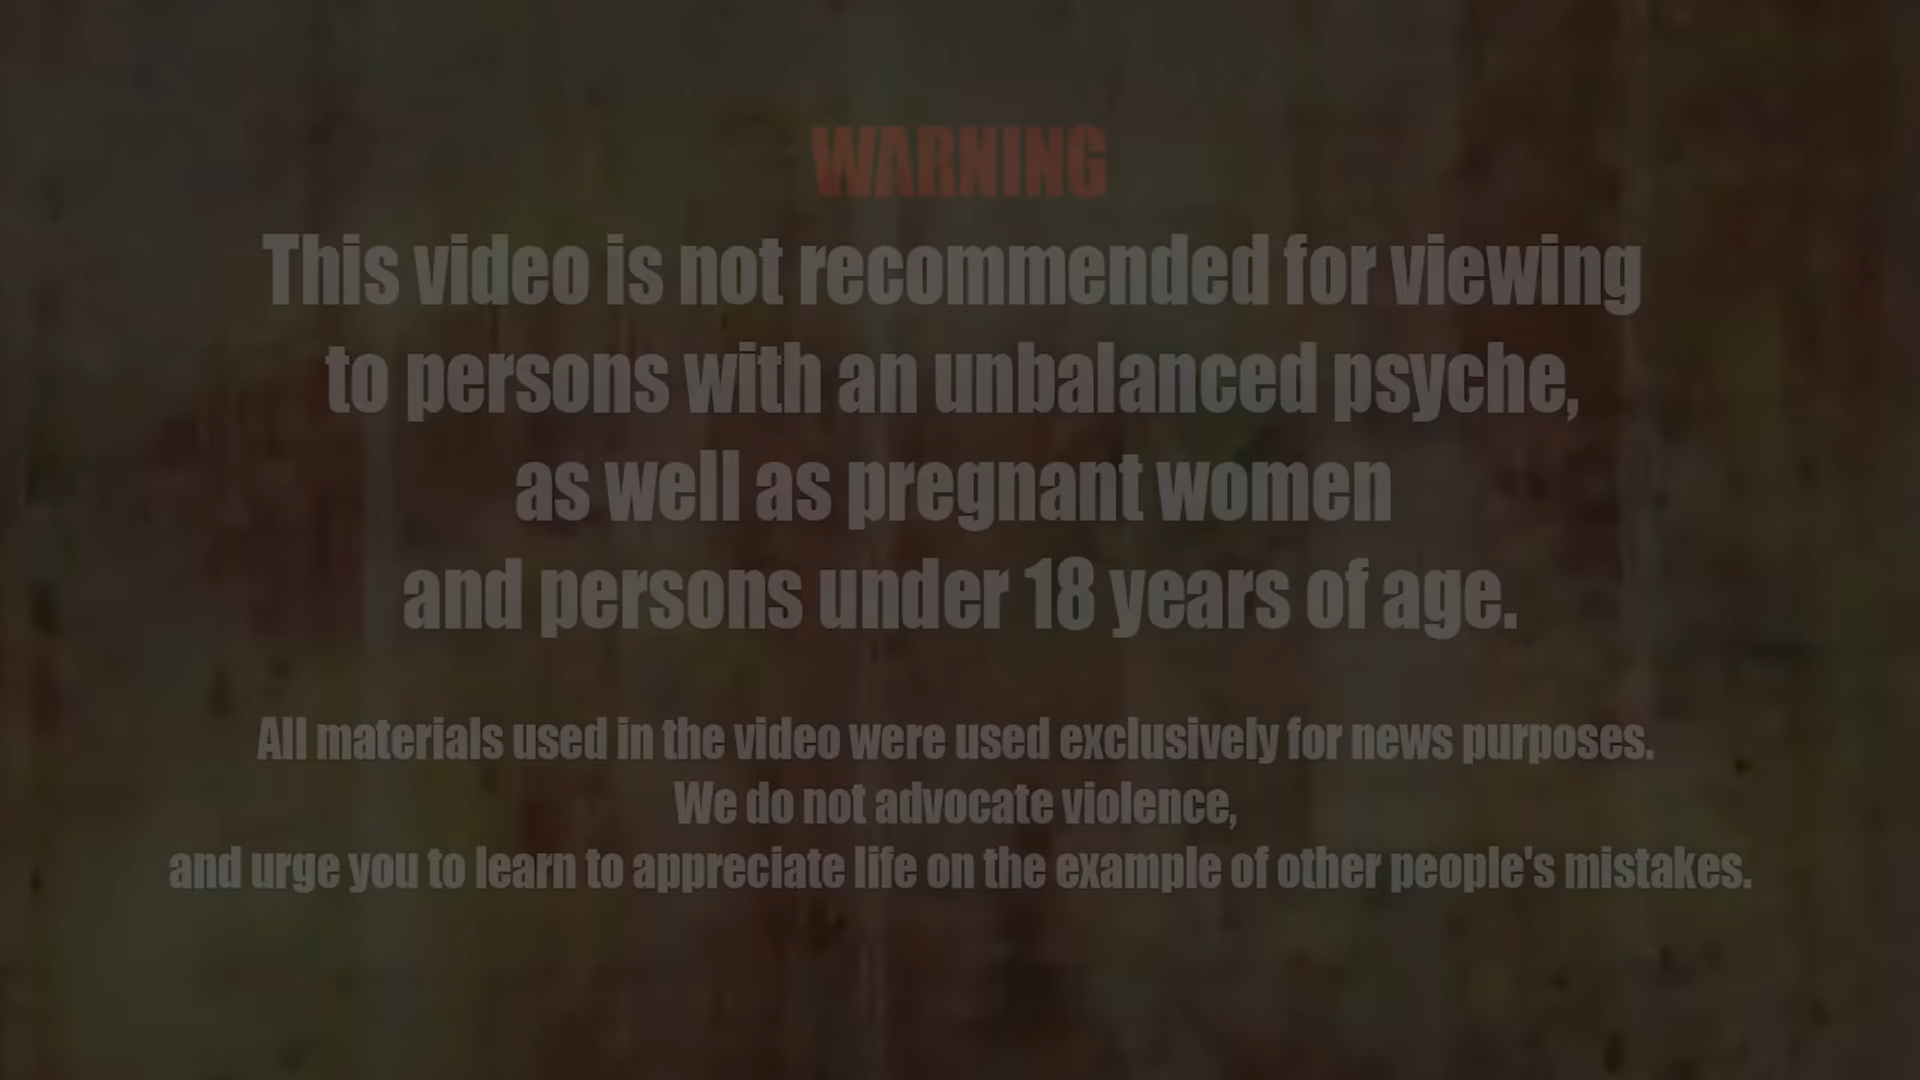 WARNING
This video is not recommended for viewing
to persons with an unbalanced psyche,
as well as pregnant women
and persons under 18 years of age.
All materials used in the video were used exclusively for news purposes.
We do not advocate violence,
and urge you to learn to appreciate life on the example of other people's mistakes.